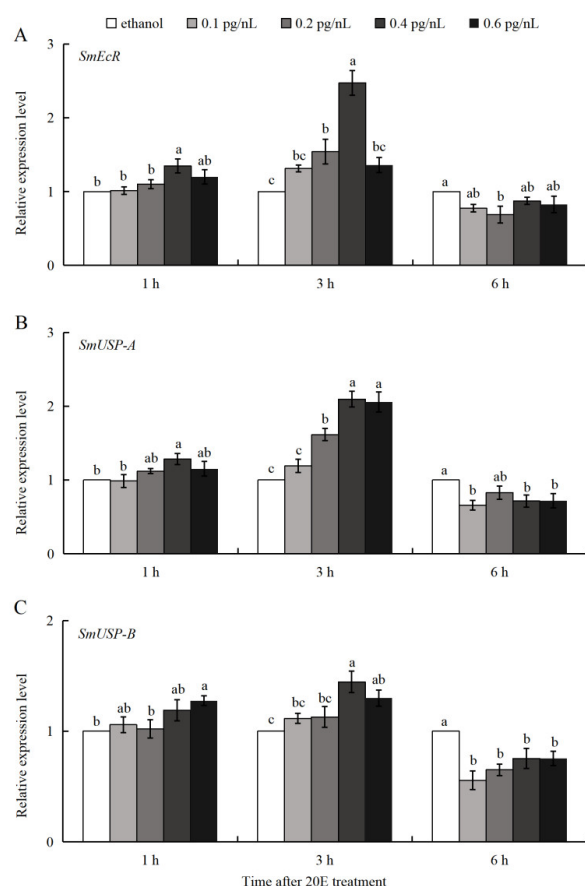 ethanol 0.1 pg/nL 0.2 pg/nL 0.4 pg/nL 0.6 pg/nL
A
SmEcR
Relative expression level
3
2
1
0
b b b a ab
c bc b a bc
a ab b ab ab
1 h 3 h 6 h
B
SmUSP-A
Relative expression level
3
2
1
0
b b ab a ab
c c b a a
a b ab b b
1 h 3 h 6 h
C
SmUSP-B
Relative expression level
2
1
0
b ab b ab a
c bc bc a ab
a b b b b
1 h 3 h 6 h
Time after 20E treatment